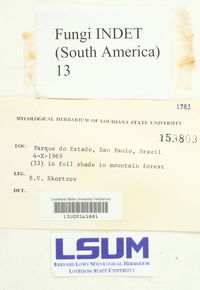 Fungi INDET
(South America)
13
1783
MYCOLOGICAL HERBARIUM OF LOUISIANA STATE UNIVERSITY
153803
LOC. Parque do Estado, Sao Paulo, Brazil
4-X-1969
(33) in full shade in mountain forest
LEG. B.V. Skortzov
DET.
Louisiana State University Herbarium
LSU00141881
LSUM
BERNARD LOWY MYCOLOGICAL HERBARIUM
LOUISIANA STATE UNIVERSITY